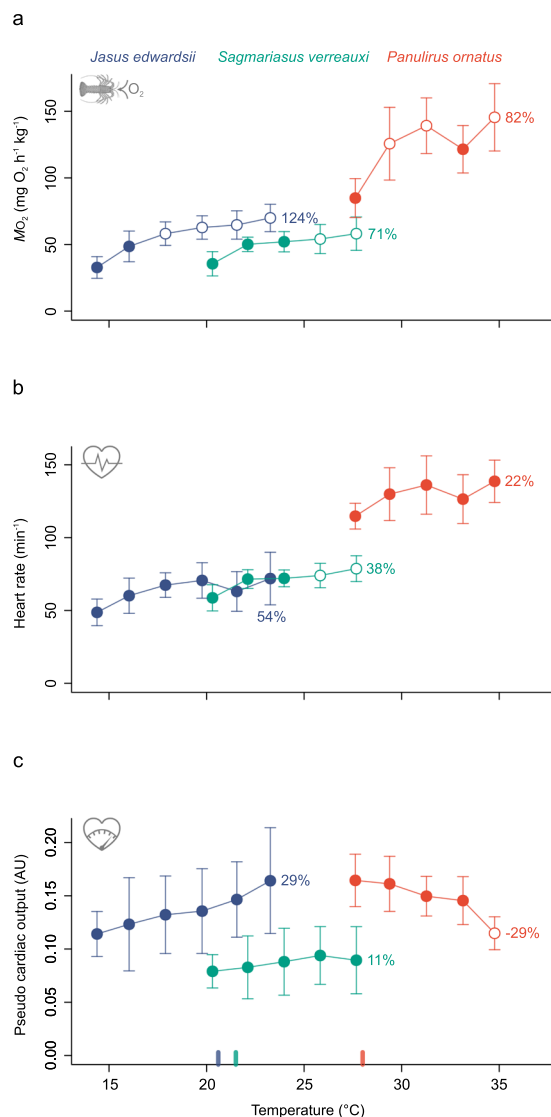 a
Jasus edwardsii Sagmariasus verreauxi Panulirus ornatus
O₂
ṀO₂ (mg O₂ h⁻¹ kg⁻¹)
150
100
50
0
124%
71%
82%
b
Heart rate (min⁻¹)
150
100
50
0
54%
38%
22%
c
Pseudo cardiac output (AU)
0.20
0.15
0.10
0.05
0.00
29%
11%
-29%
15 20 25 30 35
Temperature (°C)